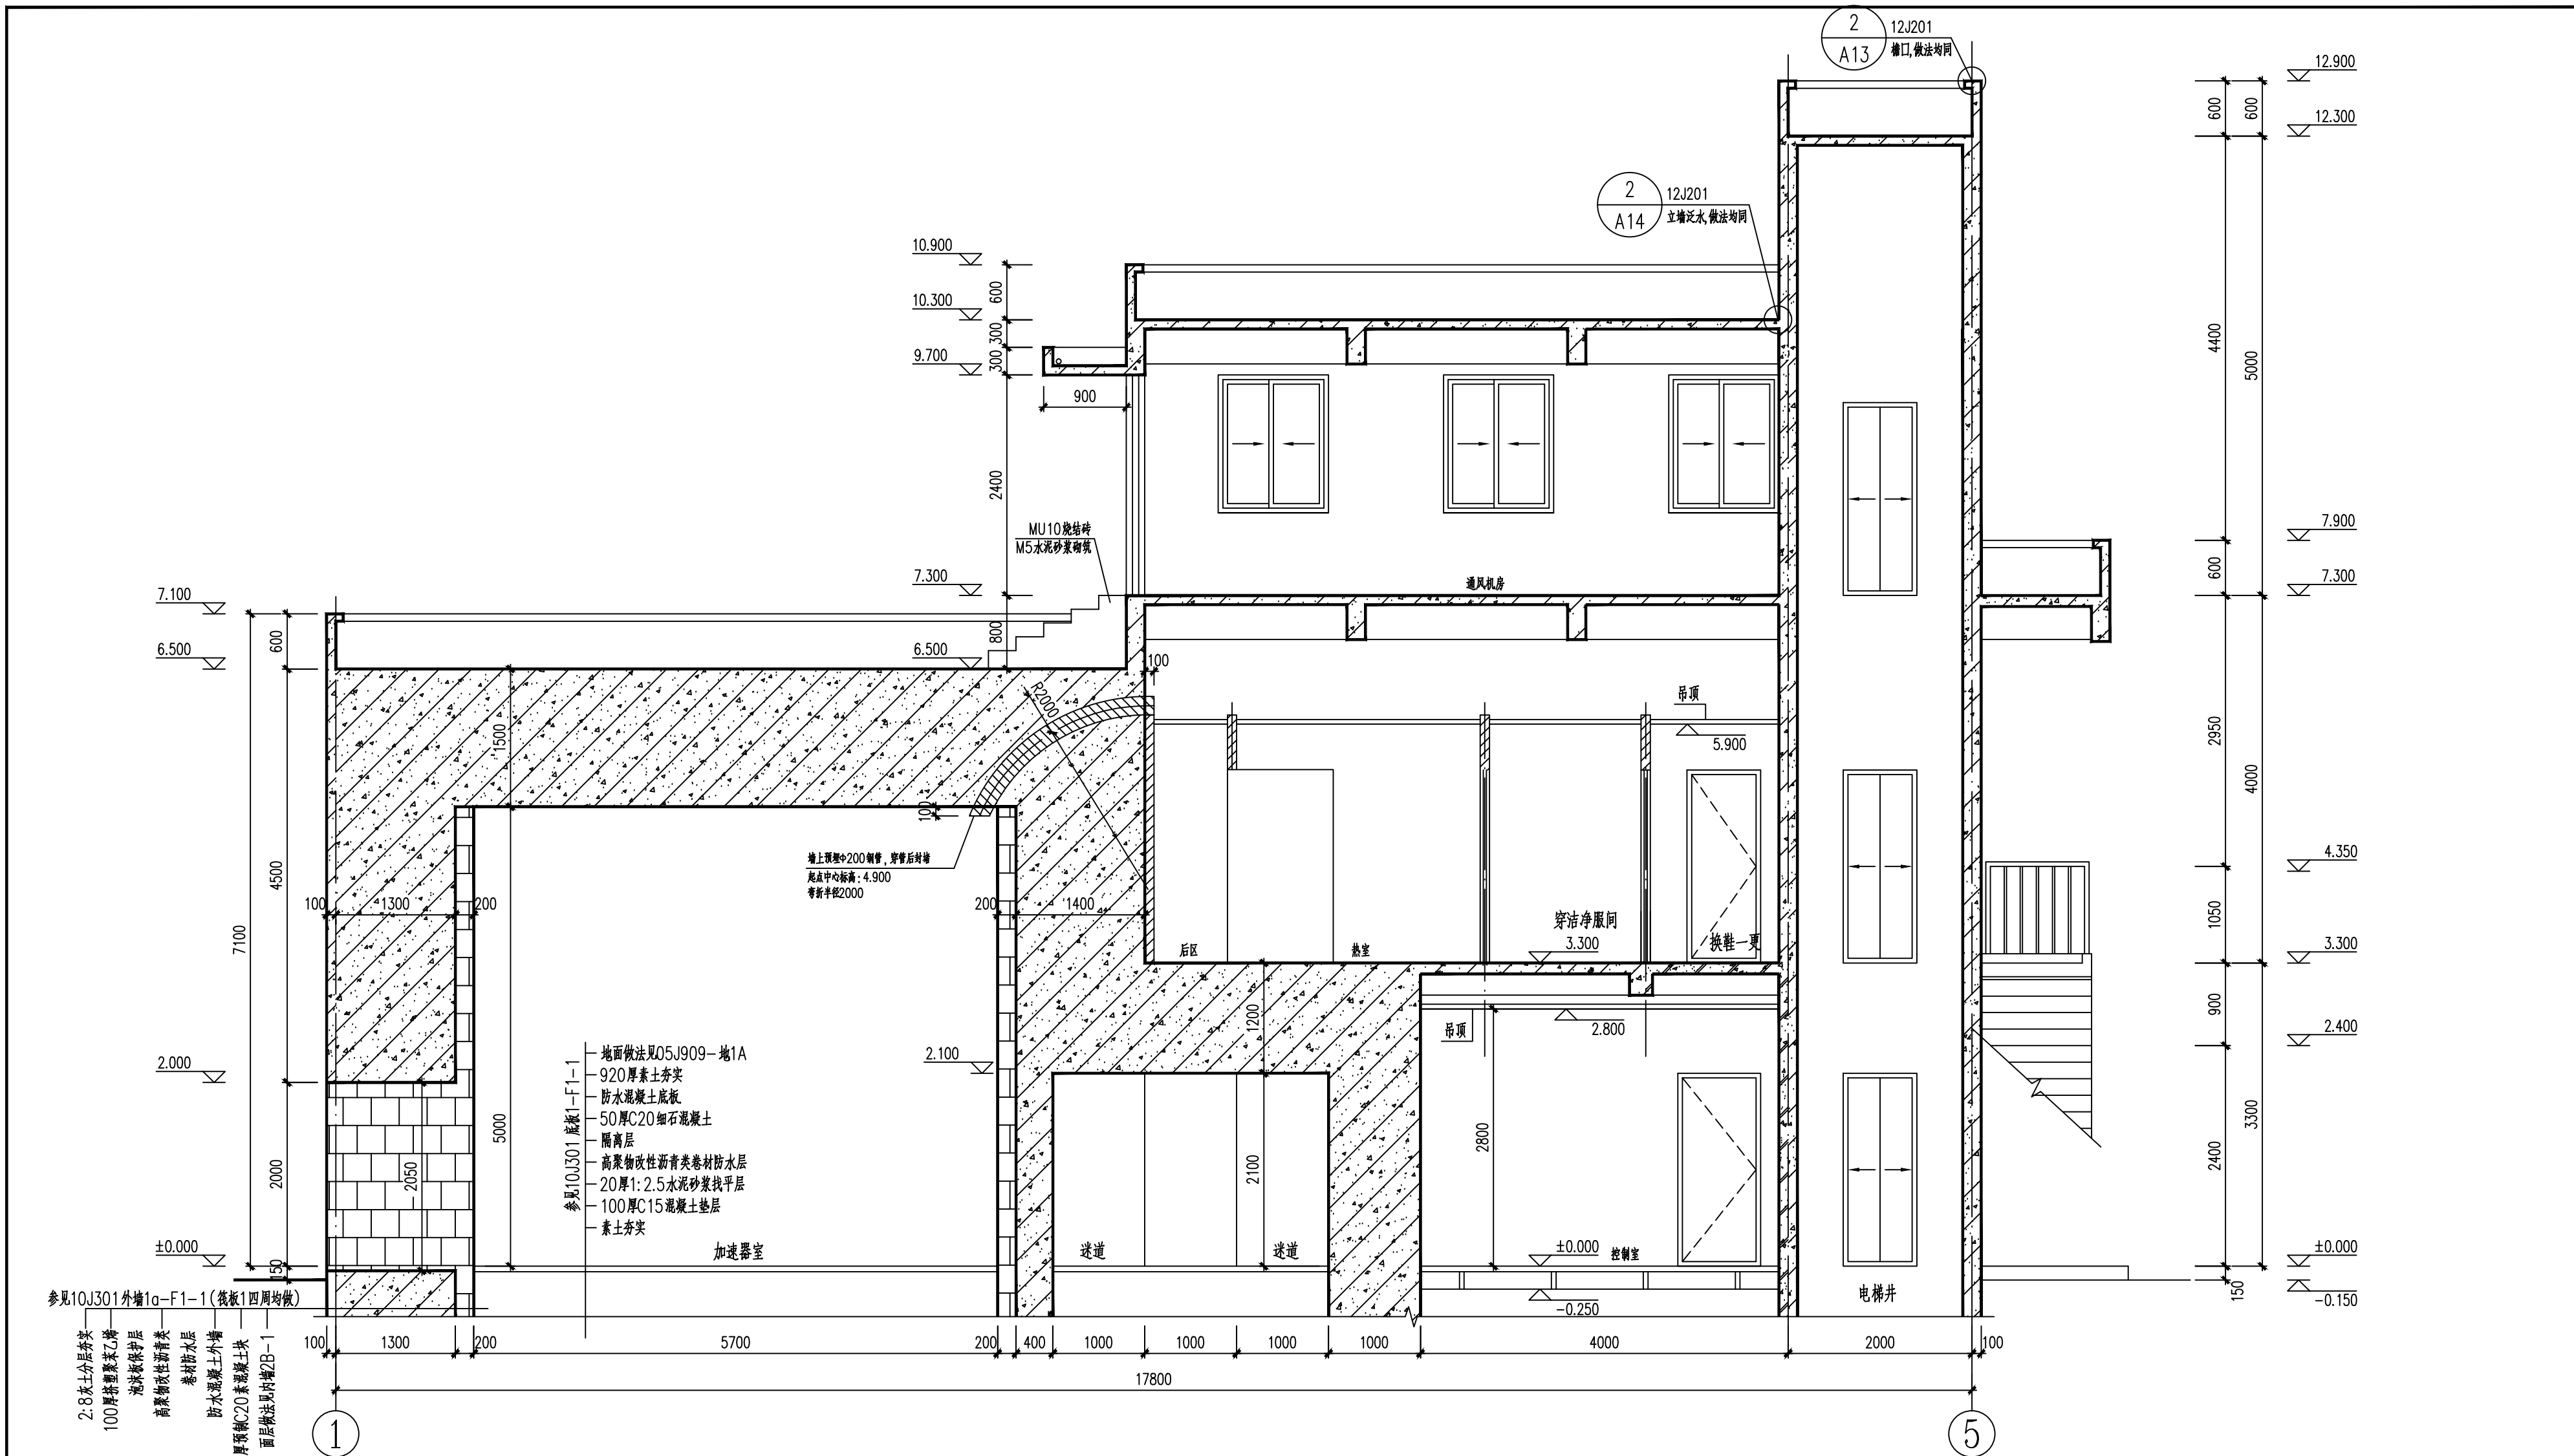 2
A13
12J201
檐口,做法均同
12.900
12.300
600
600
2
A14
12J201
立墙泛水,做法均同
10.900
10.300
9.700
600
300
300
900
2400
4400
5000
MU10烧结砖
M5水泥砂浆砌筑
7.300
800
6.500
通风机房
7.900
7.300
600
7.100
6.500
600
1500
R2000
100
吊顶
5.900
2950
4000
100
墙上预埋Φ200钢管，穿管后封堵
起点中心标高：4.900
弯折半径2000
4500
7100
100
1300
200
200
1400
后区
热室
穿洁净服间
3.300
换鞋一更
4.350
1050
3.300
900
2.400
2.000
2.100
1200
吊顶
2.800
参见10J301 底板1-F1-1
地面做法见05J909-地1A
920厚素土夯实
防水混凝土底板
50厚C20细石混凝土
隔离层
高聚物改性沥青类卷材防水层
20厚1:2.5水泥砂浆找平层
100厚C15混凝土垫层
素土夯实
5000
2000
2050
2100
2800
2400
3300
±0.000
150
加速器室
迷道
迷道
±0.000
控制室
-0.250
电梯井
±0.000
-0.150
150
参见10J301外墙1a-F1-1(筏板1四周均做)
2:8灰土分层夯实
100厚挤塑聚苯乙烯
泡沫板保护层
高聚物改性沥青类
卷材防水层
防水混凝土外墙
厚预制C20素混凝土块
面层做法见内墙2B-1
100
1300
200
5700
200
400
1000
1000
1000
1000
4000
2000
100
17800
1
5